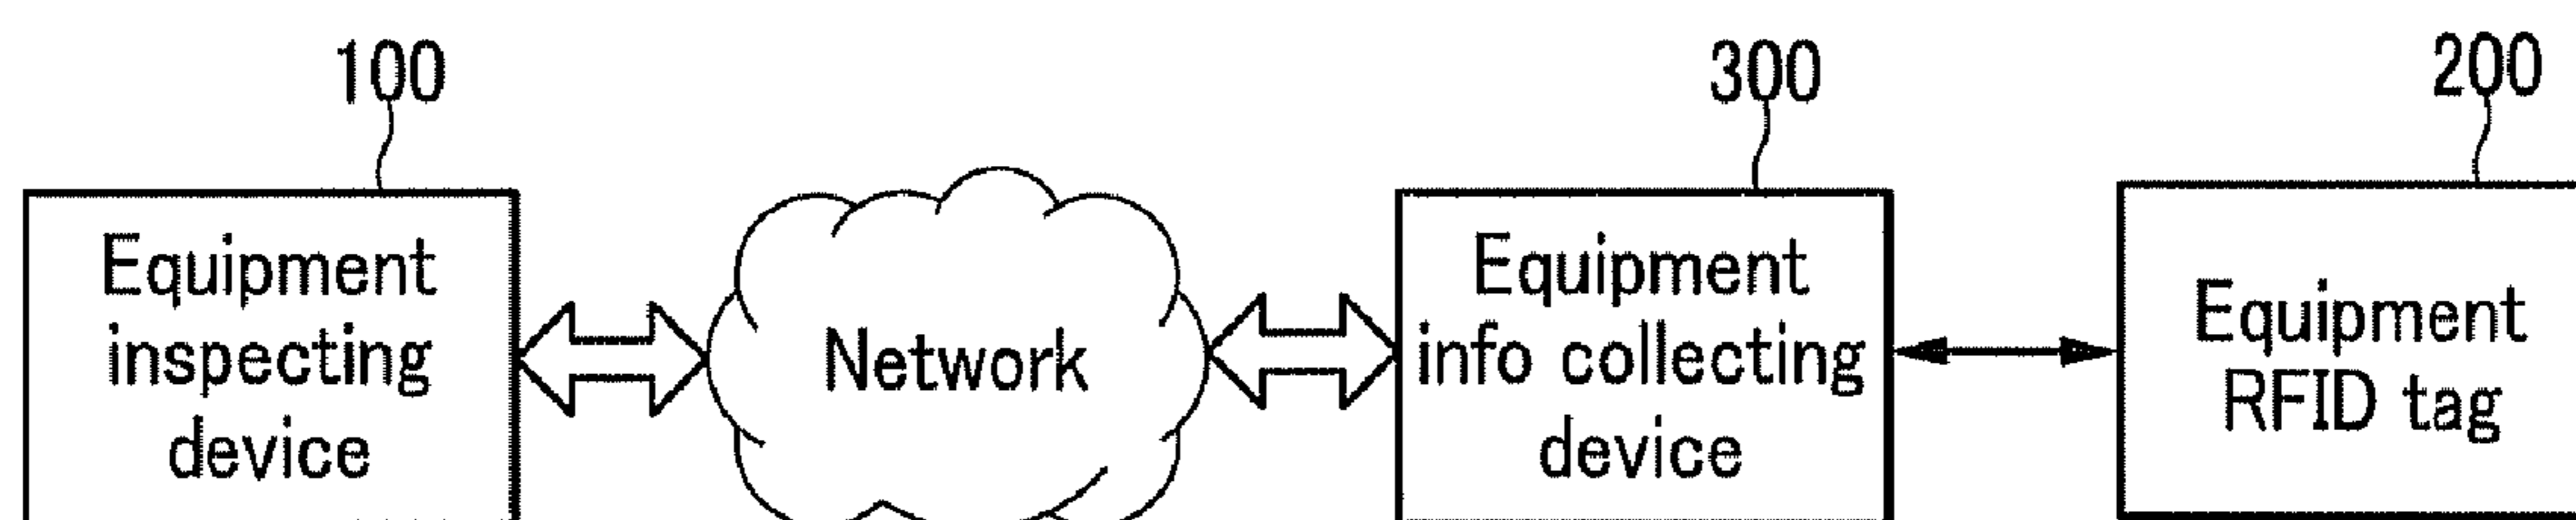 100
300
200
Equipment
inspecting
device
Network
Equipment
info collecting
device
Equipment
RFID tag